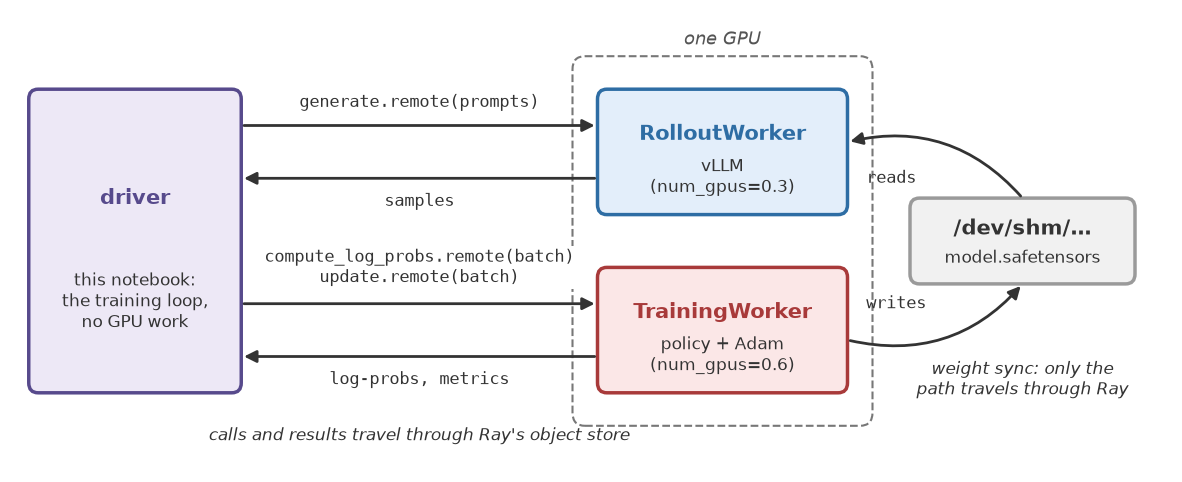 one GPU
generate.remote(prompts)
samples
compute_log_probs.remote(batch)
update.remote(batch)
log-probs, metrics
driver
this notebook:
the training loop,
no GPU work
RolloutWorker
vLLM
(num_gpus=0.3)
TrainingWorker
policy + Adam
(num_gpus=0.6)
reads
/dev/shm/...
model.safetensors
writes
weight sync: only the
path travels through Ray
calls and results travel through Ray's object store